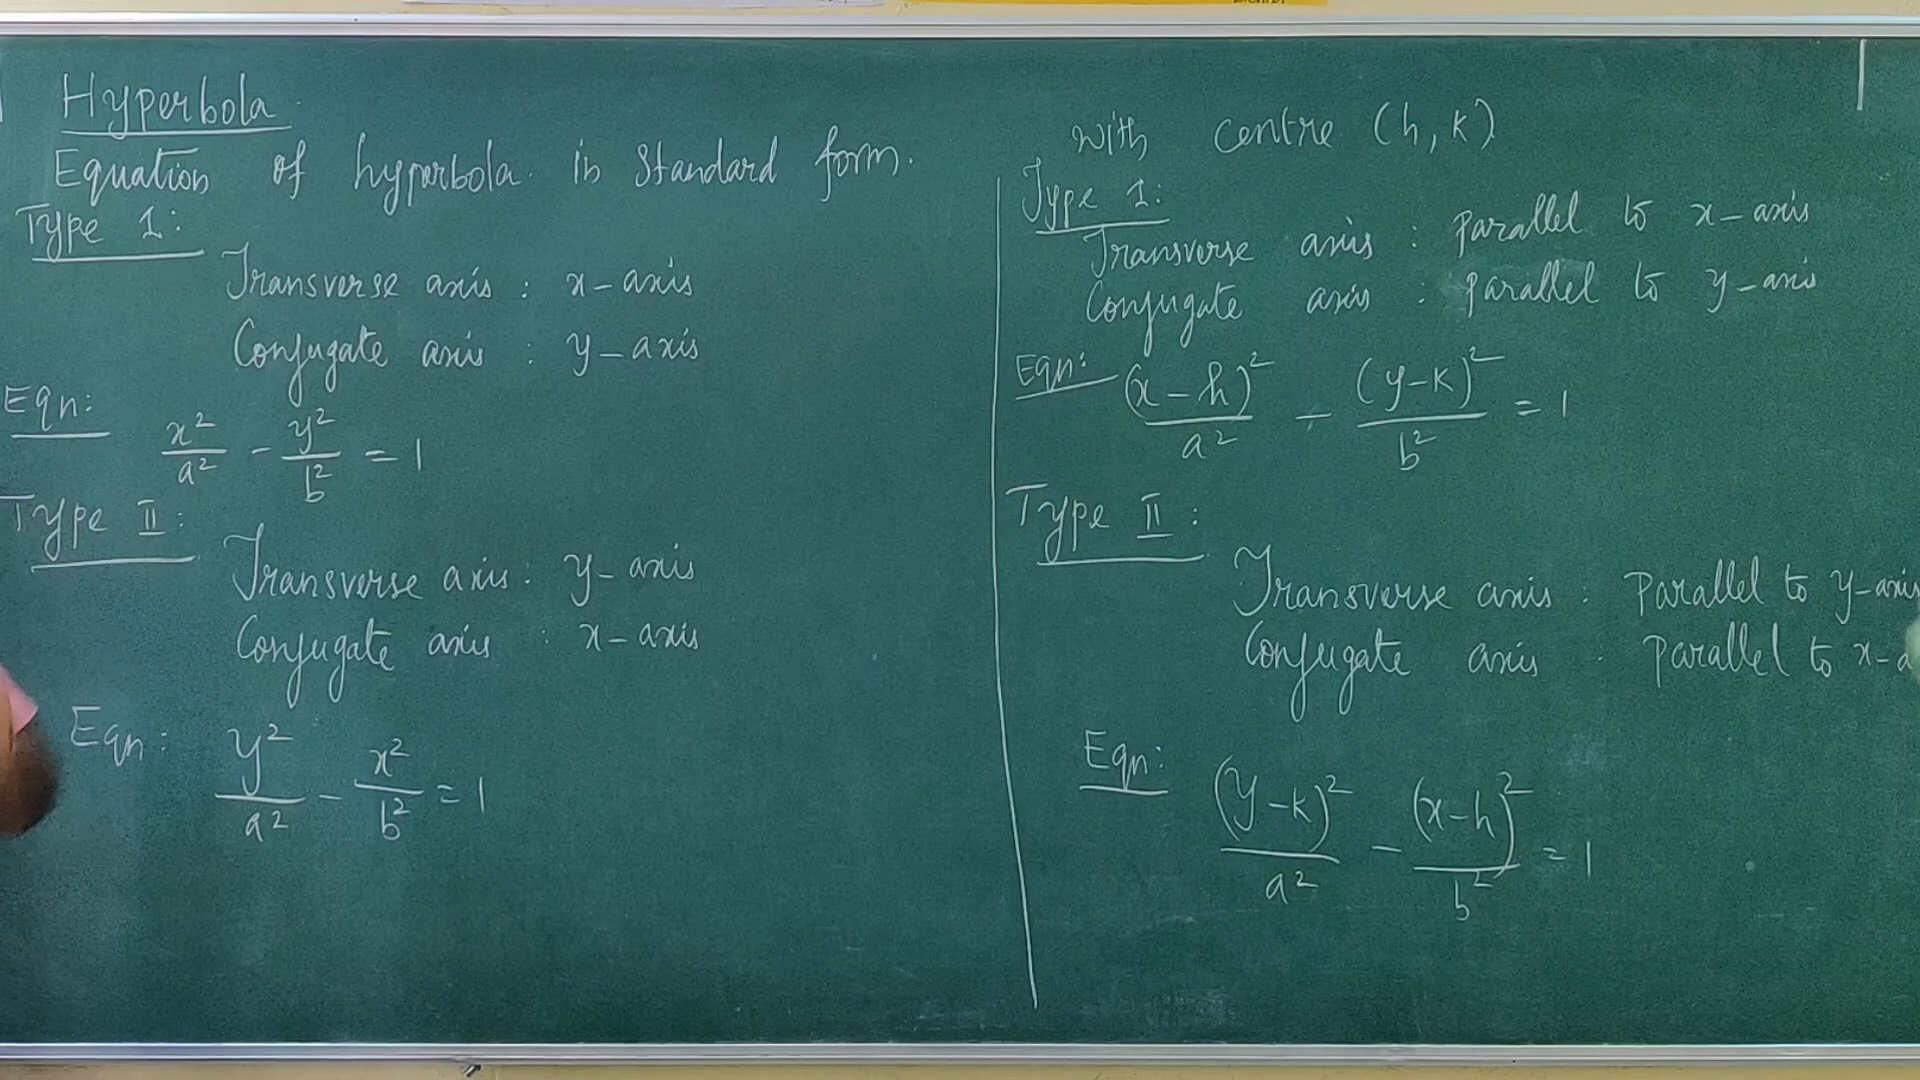 Hyperbola
Equation of hyperbola in Standard form.
Type 1:
Transverse axis : x-axis
Conjugate axis : y-axis
Eqn:
x²/a² - y²/b² = 1
Type II:
Transverse axis : y-axis
Conjugate axis : x-axis
Eqn: y²/a² - x²/b² = 1
with centre (h, k)
Type 1:
Transverse axis : parallel to x-axis
Conjugate axis : parallel to y-axis
Eqn: (x-h)²/a² - (y-k)²/b² = 1
Type II :
Transverse axis : parallel to y-axis
Conjugate axis . parallel to x-a
Eqn:
(y-k)²/a² - (x-h)²/b² = 1